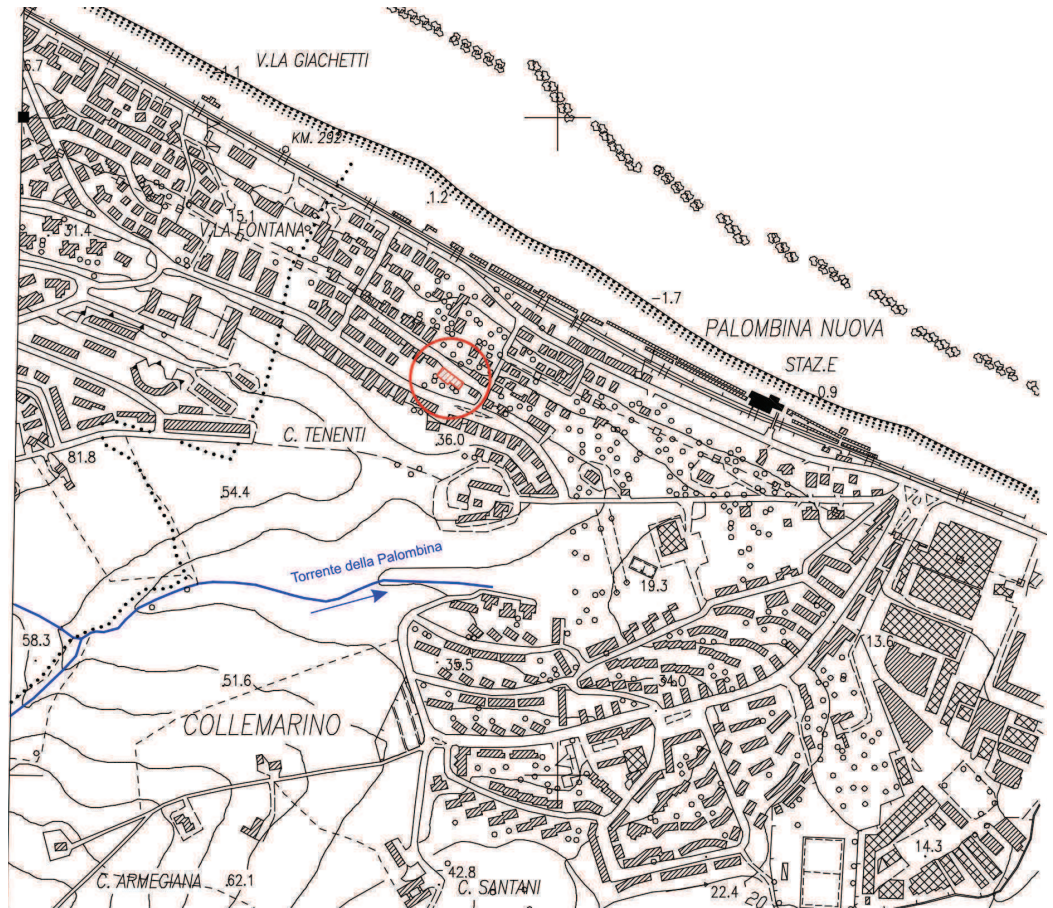 V.LA GIACHETTI
-1.1
6.7
KM. 292
1.2
15.1
V.LA FONTANA
31.4
-1.7
PALOMBINA NUOVA
STAZ.E
0.9
C. TENENTI
36.0
81.8
54.4
Torrente della Palombina
19.3
58.3
13.6
35.5
51.6
34.0
COLLEMARINO
14.3
42.8
C. ARMEGIANA
62.1
C. SANTANI
22.4
20